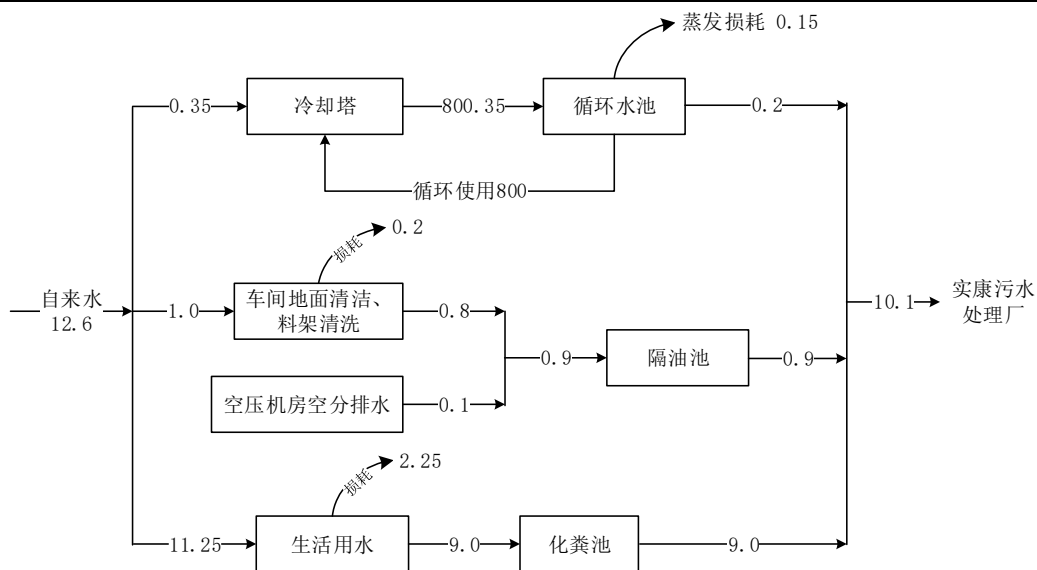 蒸发损耗 0.15
0.35
冷却塔
800.35
循环水池
0.2
循环使用800
损耗
0.2
自来水
12.6
1.0
车间地面清洁、
料架清洗
0.8
10.1
实康污水
处理厂
0.9
隔油池
0.9
空压机房空分排水
0.1
损耗
2.25
11.25
生活用水
9.0
化粪池
9.0